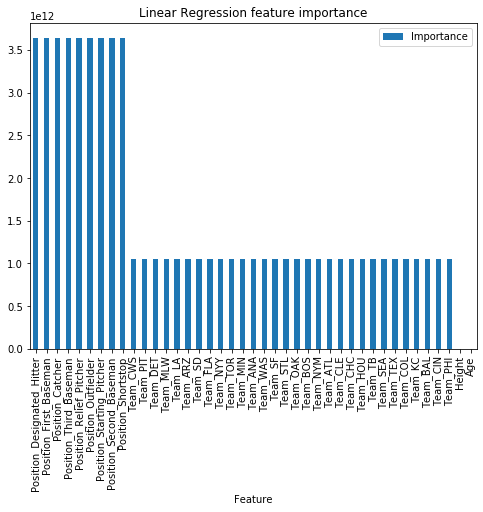 Linear Regression feature importance
1e12
Importance
3.5
3.0
2.5
2.0
1.5
1.0
0.5
0.0
Position_Designated_Hitter
Position_First_Baseman
Position_Catcher
Position_Third_Baseman
Position_Relief_Pitcher
Position_Outfielder
Position_Starting_Pitcher
Position_Second_Baseman
Position_Shortstop
Team_CWS
Team_PIT
Team_DET
Team_MLW
Team_LA
Team_ARZ
Team_SD
Team_FLA
Team_NYY
Team_TOR
Team_MIN
Team_ANA
Team_WAS
Team_SF
Team_STL
Team_OAK
Team_BOS
Team_NYM
Team_ATL
Team_CLE
Team_CHC
Team_HOU
Team_TB
Team_SEA
Team_TEX
Team_COL
Team_KC
Team_BAL
Team_CIN
Team_PHI
Height
Age
Feature